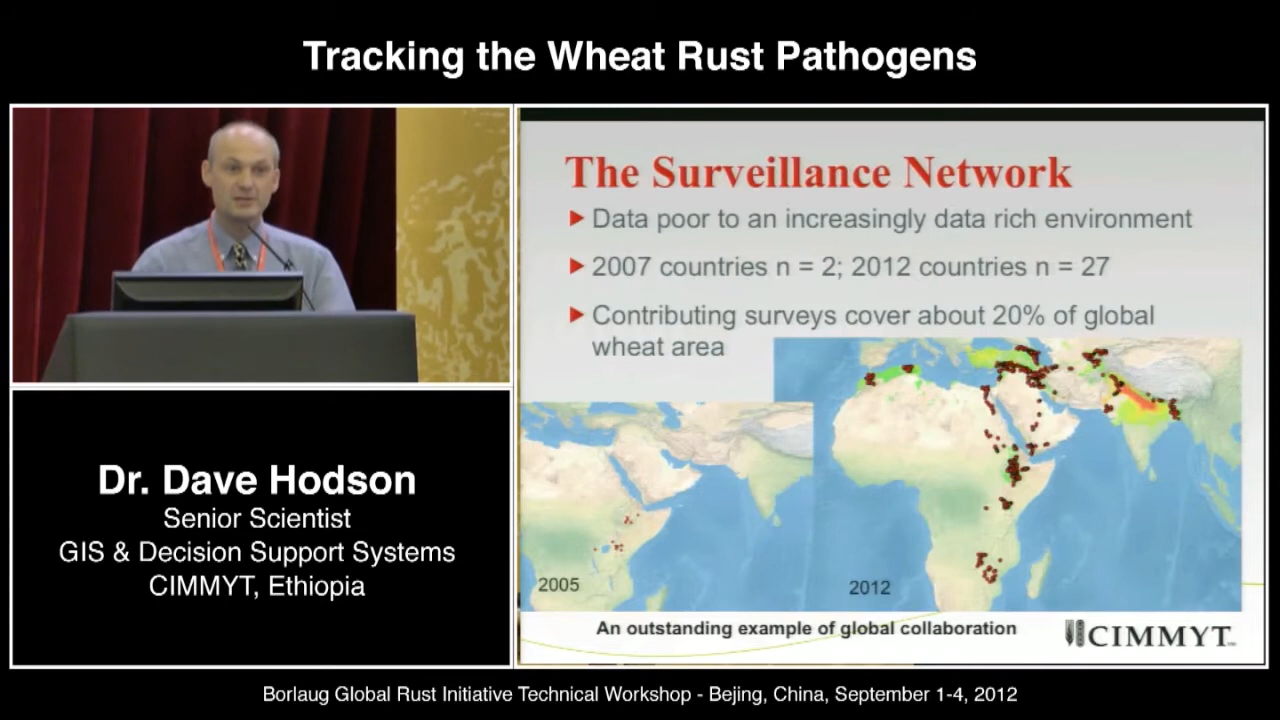 Tracking the Wheat Rust Pathogens
The Surveillance Network
Data poor to an increasingly data rich environment
2007 countries n = 2; 2012 countries n = 27
Contributing surveys cover about 20% of global
wheat area
2005
2012
An outstanding example of global collaboration
CIMMYT
Dr. Dave Hodson
Senior Scientist
GIS & Decision Support Systems
CIMMYT, Ethiopia
Borlaug Global Rust Initiative Technical Workshop - Bejing, China, September 1-4, 2012